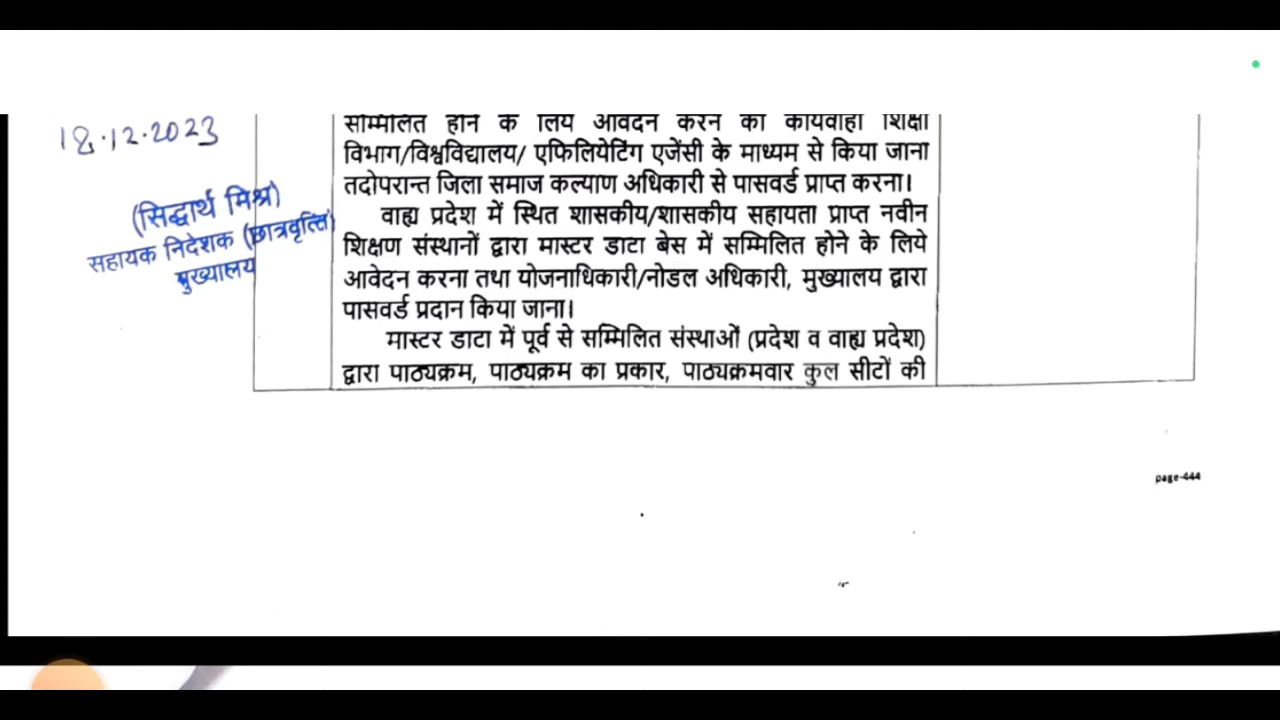 18.12.2023
(सिद्धार्थ मिश्र)
सहायक निदेशक (छात्रवृत्ति)
मुख्यालय
सम्मिलित होने के लिये आवेदन करने की कार्यवाही शिक्षा
विभाग/विश्वविद्यालय/ एफिलियेटिंग एजेंसी के माध्यम से किया जाना
तदोपरान्त जिला समाज कल्याण अधिकारी से पासवर्ड प्राप्त करना।
वाह्य प्रदेश में स्थित शासकीय/शासकीय सहायता प्राप्त नवीन
शिक्षण संस्थानों द्वारा मास्टर डाटा बेस में सम्मिलित होने के लिये
आवेदन करना तथा योजनाधिकारी/नोडल अधिकारी, मुख्यालय द्वारा
पासवर्ड प्रदान किया जाना।
मास्टर डाटा में पूर्व से सम्मिलित संस्थाओं (प्रदेश व वाह्य प्रदेश)
द्वारा पाठ्यक्रम, पाठ्यक्रम का प्रकार, पाठ्यक्रमवार कुल सीटों की
page-444